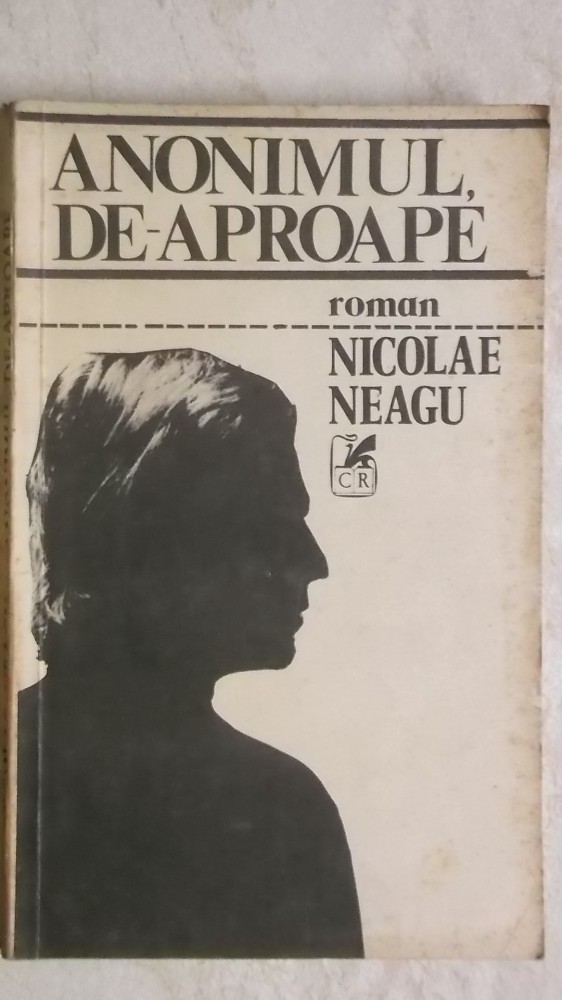 ANONIMUL,
DE-APROAPE
roman
NICOLAE
NEAGU
CR